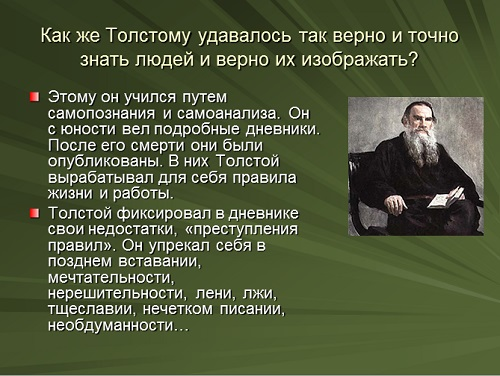 Как же Толстому удавалось так верно и точно
знать людей и верно их изображать?
Этому он учился путем
самопознания и самоанализа. Он
с юности вел подробные дневники.
После его смерти они были
опубликованы. В них Толстой
вырабатывал для себя правила
жизни и работы.
Толстой фиксировал в дневнике
свои недостатки, «преступления
правил». Он упрекал себя в
позднем вставании,
мечтательности,
нерешительности, лени, лжи,
тщеславии, нечетком писании,
необдуманности…